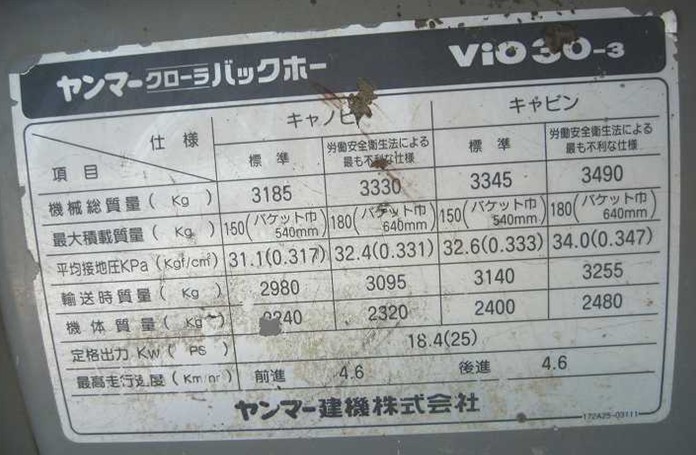 ヤンマークローラバックホー ViO30-3
仕様 キャノピ キャビン
項目 標準 労働安全衛生法による最も不利な仕様 標準 労働安全衛生法による最も不利な仕様
機械総質量(Kg) 3185 3330 3345 3490
最大積載質量(Kg) 150(バケット巾540mm) 180(バケット巾640mm) 150(バケット巾540mm) 180(バケット巾640mm)
平均接地圧KPa(Kgf/cm²) 31.1(0.317) 32.4(0.331) 32.6(0.333) 34.0(0.347)
輸送時質量(Kg) 2980 3095 3140 3255
機体質量(Kg) 240 2320 2400 2480
定格出力Kw(PS) 18.4(25)
最高走行速度(Km/hr) 前進 4.6 後進 4.6
ヤンマー建機株式会社
172A25-03111